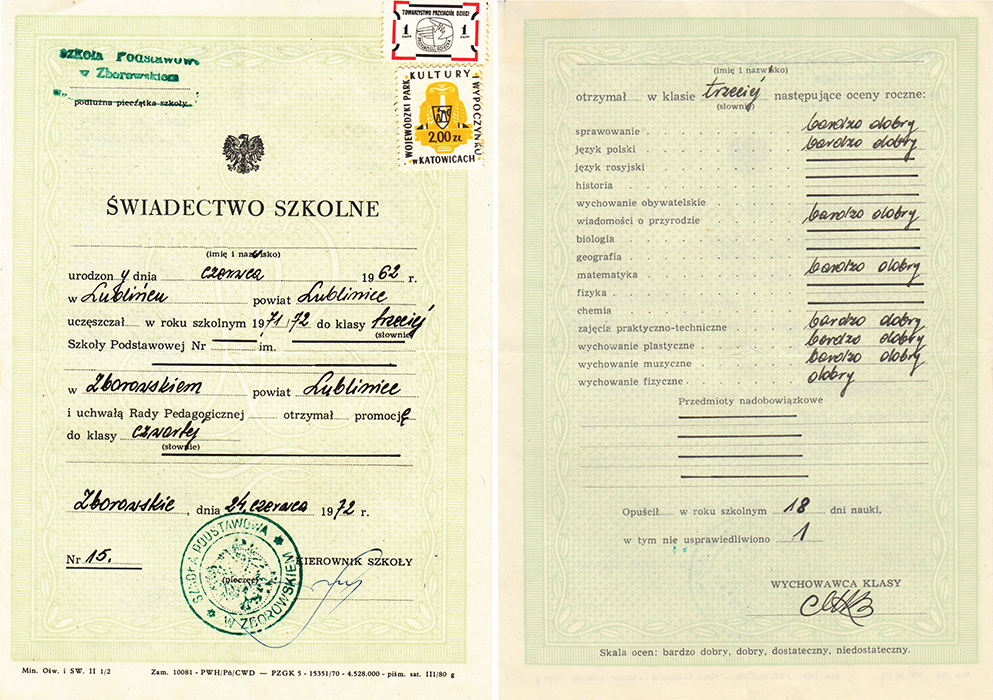 SZKOŁA PODSTAWOWA
w Zborowskiem
podłużna pieczątka szkoły
TOWARZYSTWO PRZYJACIÓŁ DZIECI
1 1
WOJEWÓDZKI PARK KULTURY I WYPOCZYNKU
2.00 ZŁ
W KATOWICACH
ŚWIADECTWO SZKOLNE
(imię i nazwisko)
urodzony dnia czerwca 1962 r.
w Lublińcu powiat Lubliniec
uczęszczał w roku szkolnym 1971/72 do klasy trzeciej
(słownie)
Szkoły Podstawowej Nr im.
w Zborowskiem powiat Lubliniec
i uchwałą Rady Pedagogicznej otrzymał promocję
do klasy czwartej
(słownie)
Zborowskie, dnia 24 czerwca 1972 r.
Nr 15.
KIEROWNIK SZKOŁY
(pieczęć)
SZKOŁA PODSTAWOWA W ZBOROWSKIEM
Min. Ośw. i SW. II 1/2 Zam. 10081 - PWH/Pń/CWD — PZGK 5 - 15351/70 - 4.528.000 - piśm. sat. III/80 g
(imię i nazwisko)
otrzymał w klasie trzeciej następujące oceny roczne:
(słownie)
sprawowanie bardzo dobry
język polski bardzo dobry
język rosyjski
historia
wychowanie obywatelskie
wiadomości o przyrodzie bardzo dobry
biologia
geografia
matematyka bardzo dobry
fizyka
chemia
zajęcia praktyczno-techniczne bardzo dobry
wychowanie plastyczne bardzo dobry
wychowanie muzyczne bardzo dobry
wychowanie fizyczne dobry
Przedmioty nadobowiązkowe
Opuścił w roku szkolnym 18 dni nauki,
w tym nie usprawiedliwiono 1
WYCHOWAWCA KLASY
Skala ocen: bardzo dobry, dobry, dostateczny, niedostateczny.